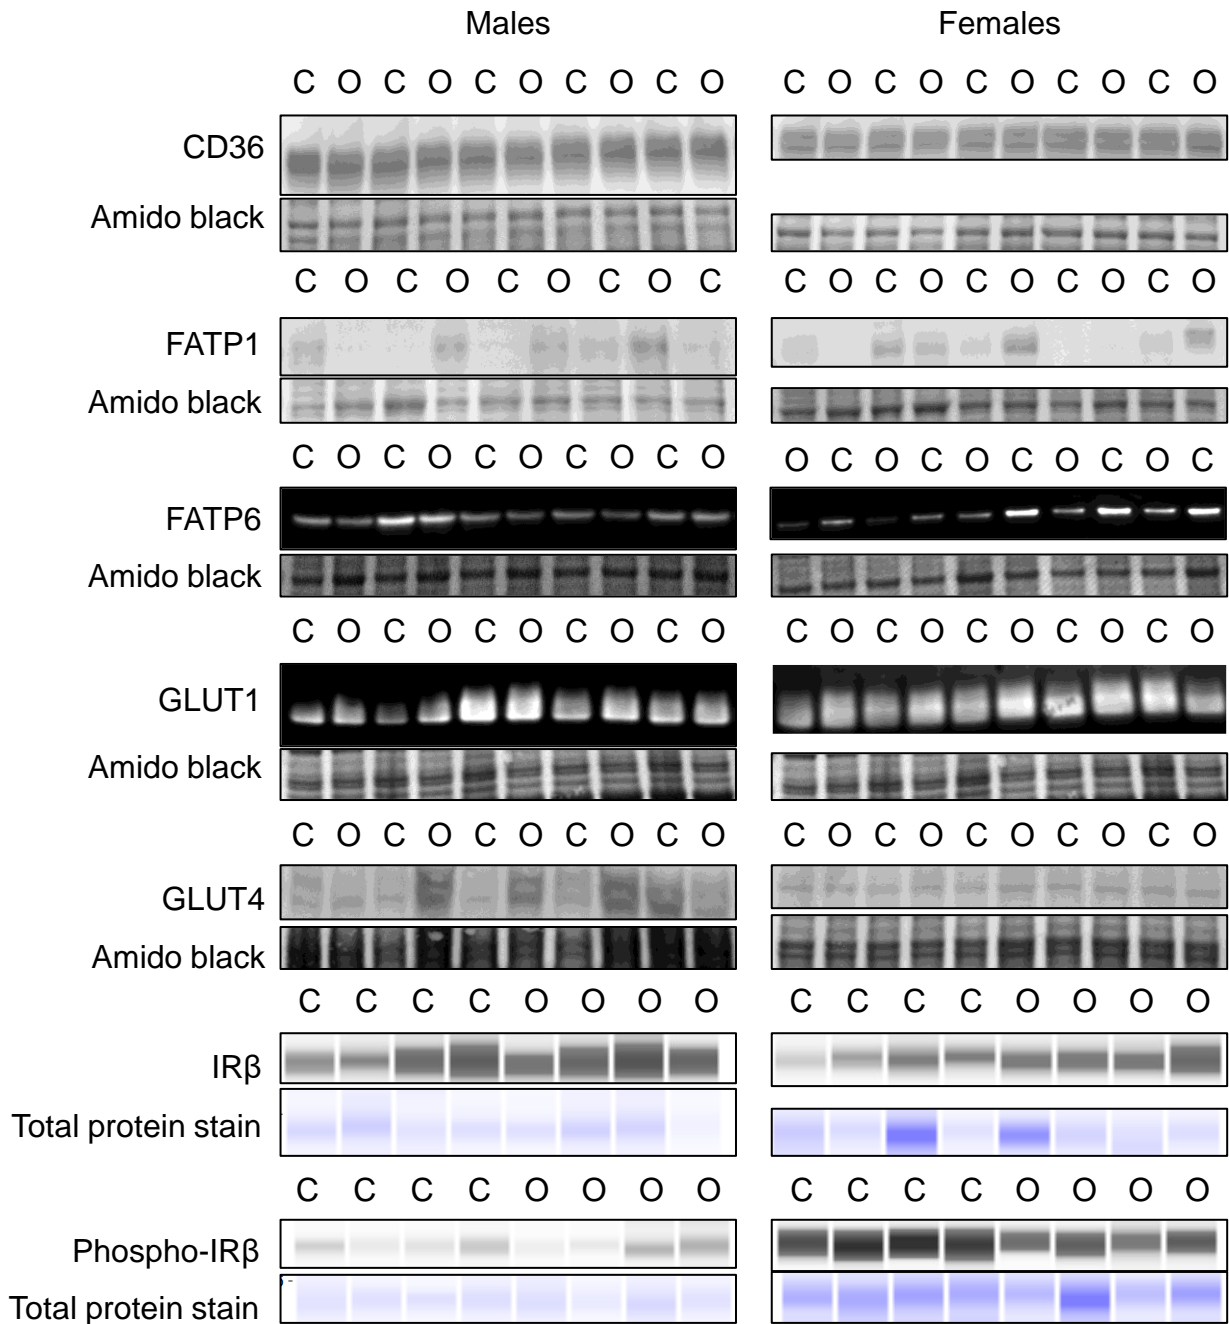 Males Females
C O C O C O C O C O C O C O C O C O C O
CD36
Amido black
C O C O C O C O C C O C O C O C O C O
FATP1
Amido black
C O C O C O C O C O O C O C O C O C O C
FATP6
Amido black
C O C O C O C O C O C O C O C O C O C O
GLUT1
Amido black
C O C O C O C O C O C O C O C O C O C O
GLUT4
Amido black
C C C C O O O O C C C C O O O O
IRβ
Total protein stain
C C C C O O O O C C C C O O O O
Phospho-IRβ
Total protein stain